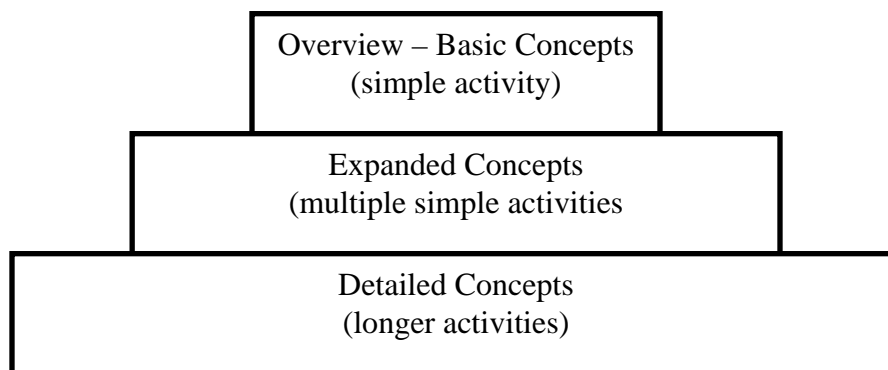 Overview – Basic Concepts
(simple activity)
Expanded Concepts
(multiple simple activities
Detailed Concepts
(longer activities)